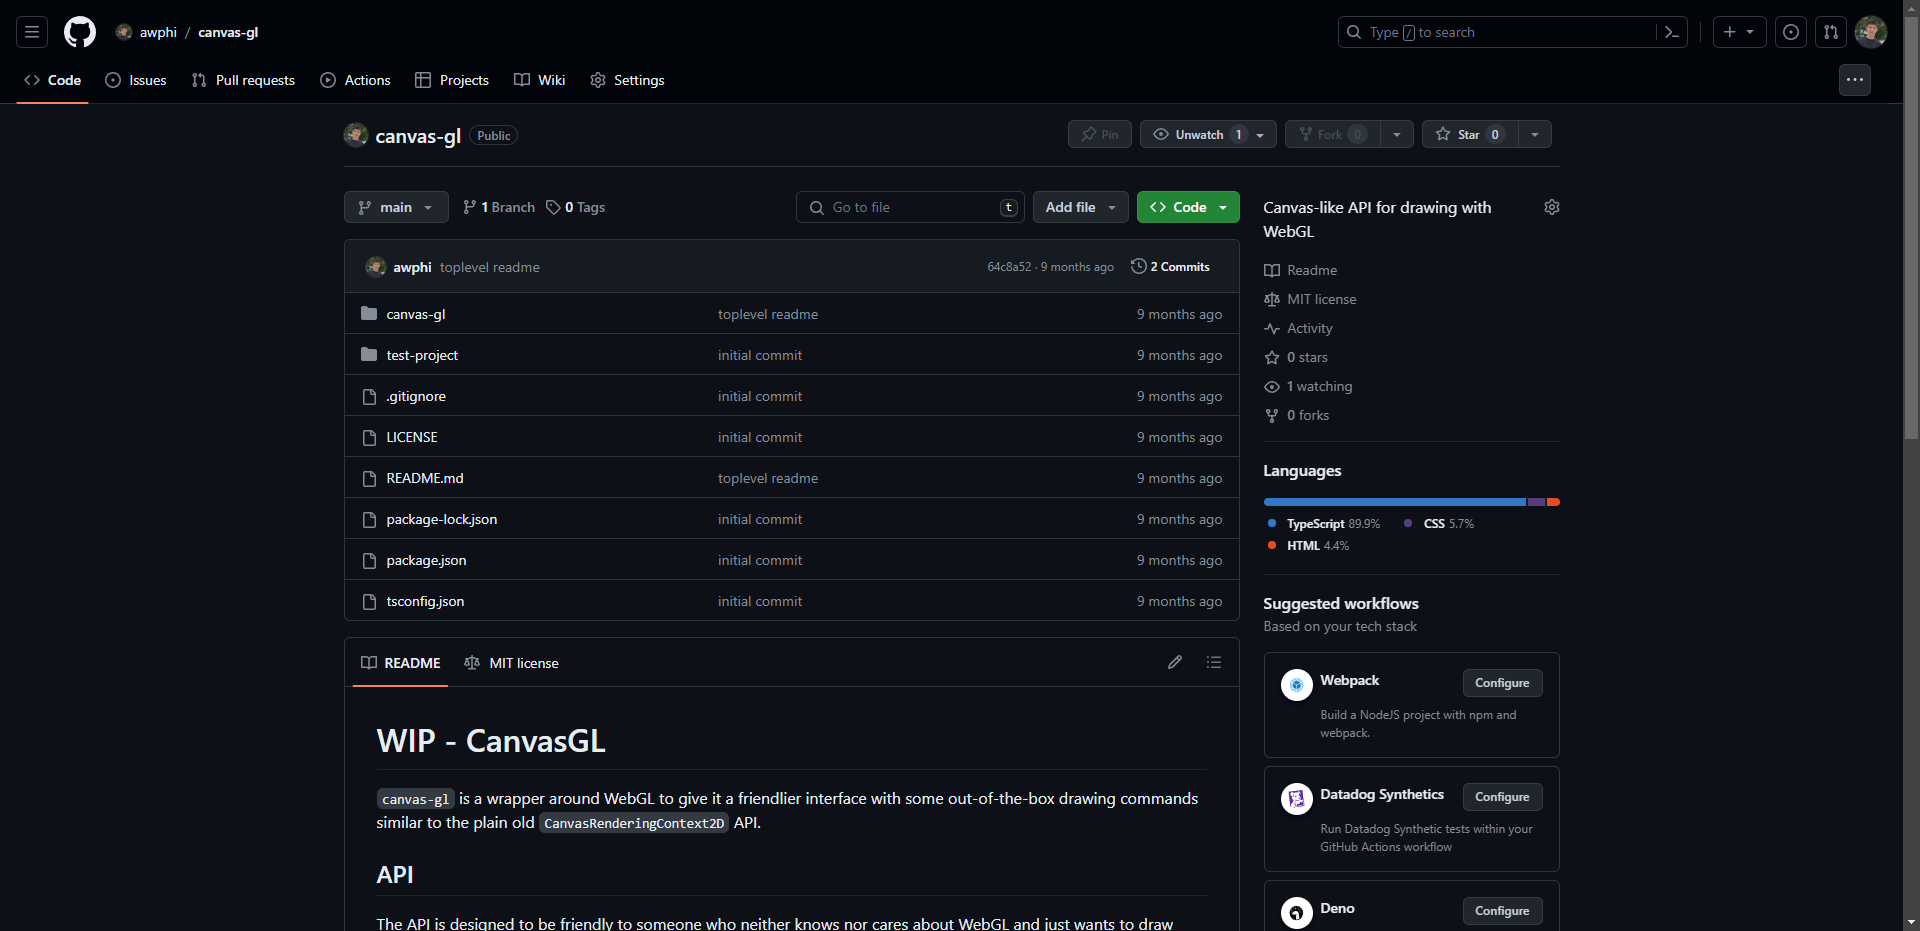 awphi / canvas-gl
Type / to search
Code
Issues
Pull requests
Actions
Projects
Wiki
Settings
canvas-gl Public
Pin
Unwatch 1
Fork 0
Star 0
main
1 Branch
0 Tags
Go to file t
Add file
Code
awphi toplevel readme 64c8a52 · 9 months ago 2 Commits
canvas-gl toplevel readme 9 months ago
test-project initial commit 9 months ago
.gitignore initial commit 9 months ago
LICENSE initial commit 9 months ago
README.md toplevel readme 9 months ago
package-lock.json initial commit 9 months ago
package.json initial commit 9 months ago
tsconfig.json initial commit 9 months ago
README
MIT license
WIP - CanvasGL
canvas-gl is a wrapper around WebGL to give it a friendlier interface with some out-of-the-box drawing commands
similar to the plain old CanvasRenderingContext2D API.
API
The API is designed to be friendly to someone who neither knows nor cares about WebGL and just wants to draw
Canvas-like API for drawing with
WebGL
Readme
MIT license
Activity
0 stars
1 watching
0 forks
Languages
TypeScript 89.9% CSS 5.7%
HTML 4.4%
Suggested workflows
Based on your tech stack
Webpack Configure
Build a NodeJS project with npm and
webpack.
Datadog Synthetics Configure
Run Datadog Synthetic tests within your
GitHub Actions workflow
Deno Configure